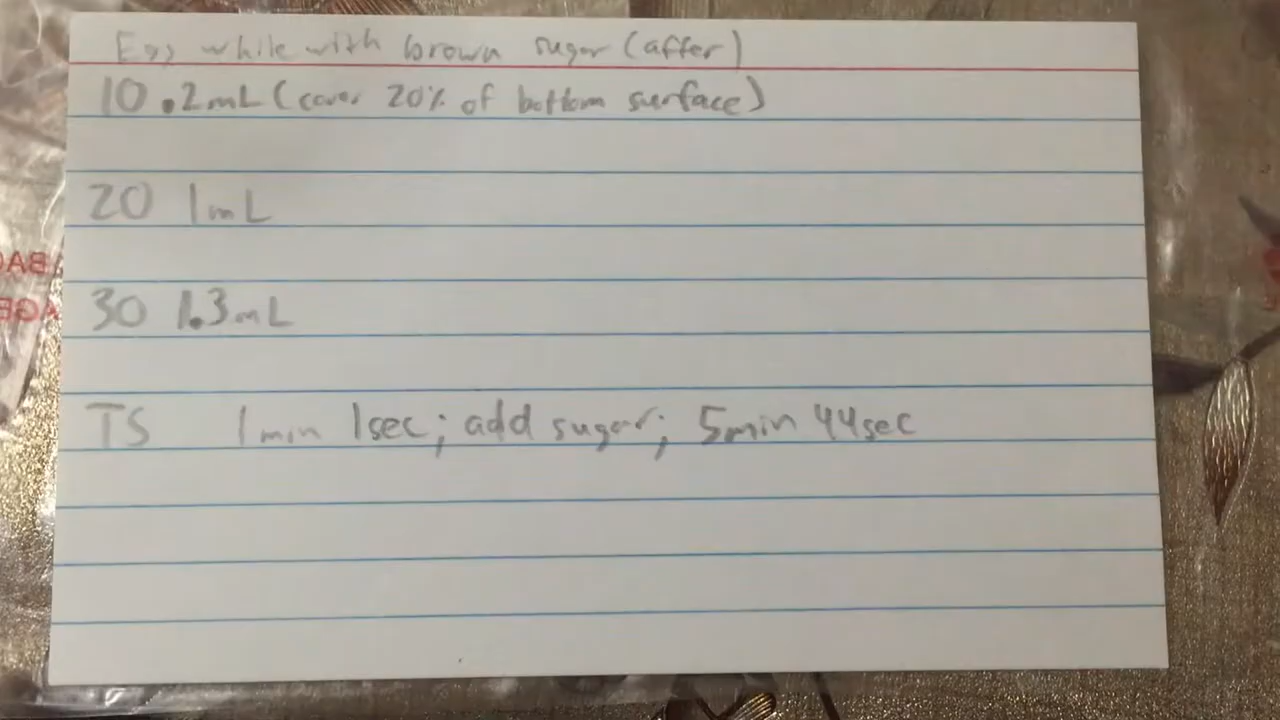 Egg while with brown sugar (after)
10 .2mL (cover 20% of bottom surface)
20 1mL
30 1.3mL
TS 1min 1sec; add sugar; 5min 44sec